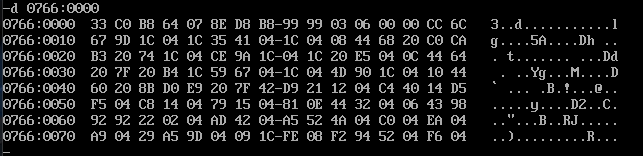 -d 0766:0000
0766:0000  33 C0 B8 64 07 8E D8 B8-99 99 03 06 00 00 CC 6C   3..d...........l
0766:0010  67 9D 1C 04 1C 35 41 04-1C 04 08 44 68 20 C0 CA   g....5A....Dh ..
0766:0020  B3 20 74 1C 04 CE 9A 1C-04 1C 20 E5 04 0C 44 64   . t....... ...Dd
0766:0030  20 7F 20 B4 1C 59 67 04-1C 04 4D 90 1C 04 10 44    . ..Yg...M....D
0766:0040  60 20 8B D0 E9 20 7F 42-D9 21 12 04 C4 40 14 D5   ` ... .B.!...@..
0766:0050  F5 04 C8 14 04 79 15 04-81 0E 44 32 04 06 43 98   .....y....D2..C.
0766:0060  92 92 22 02 04 AD 42 04-A5 52 4A 04 C0 04 EA 04   .."...B..RJ.....
0766:0070  A9 04 29 A5 9D 04 09 1C-FE 08 F2 94 52 04 F6 04   ..).........R...
-